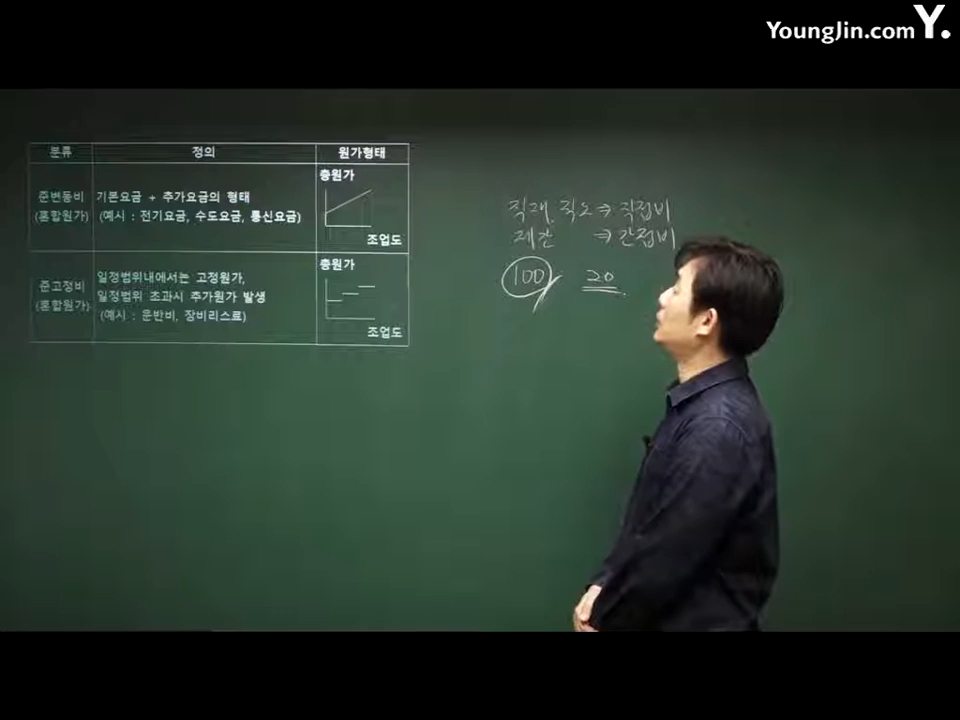 YoungJin.com Y.
분류 정의 원가형태
준변동비
(혼합원가)
기본요금 + 추가요금의 형태
(예시 : 전기요금, 수도요금, 통신요금)
총원가
조업도
준고정비
(혼합원가)
일정범위내에서는 고정원가,
일정범위 초과시 추가원가 발생
(예시 : 운반비, 장비리스료)
총원가
조업도
직재, 직노 ⇒ 직접비
제간 ⇒ 간접비
100 20